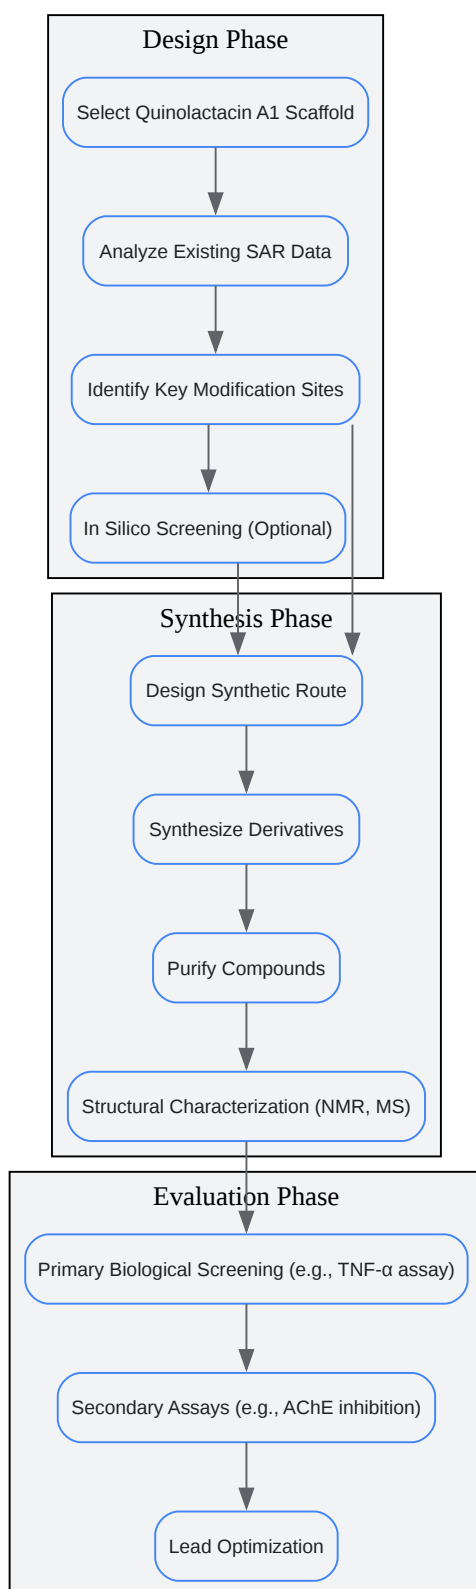 Design Phase
Select Quinolactacin A1 Scaffold
Analyze Existing SAR Data
Identify Key Modification Sites
In Silico Screening (Optional)
Synthesis Phase
Design Synthetic Route
Synthesize Derivatives
Purify Compounds
Structural Characterization (NMR, MS)
Evaluation Phase
Primary Biological Screening (e.g., TNF-α assay)
Secondary Assays (e.g., AChE inhibition)
Lead Optimization